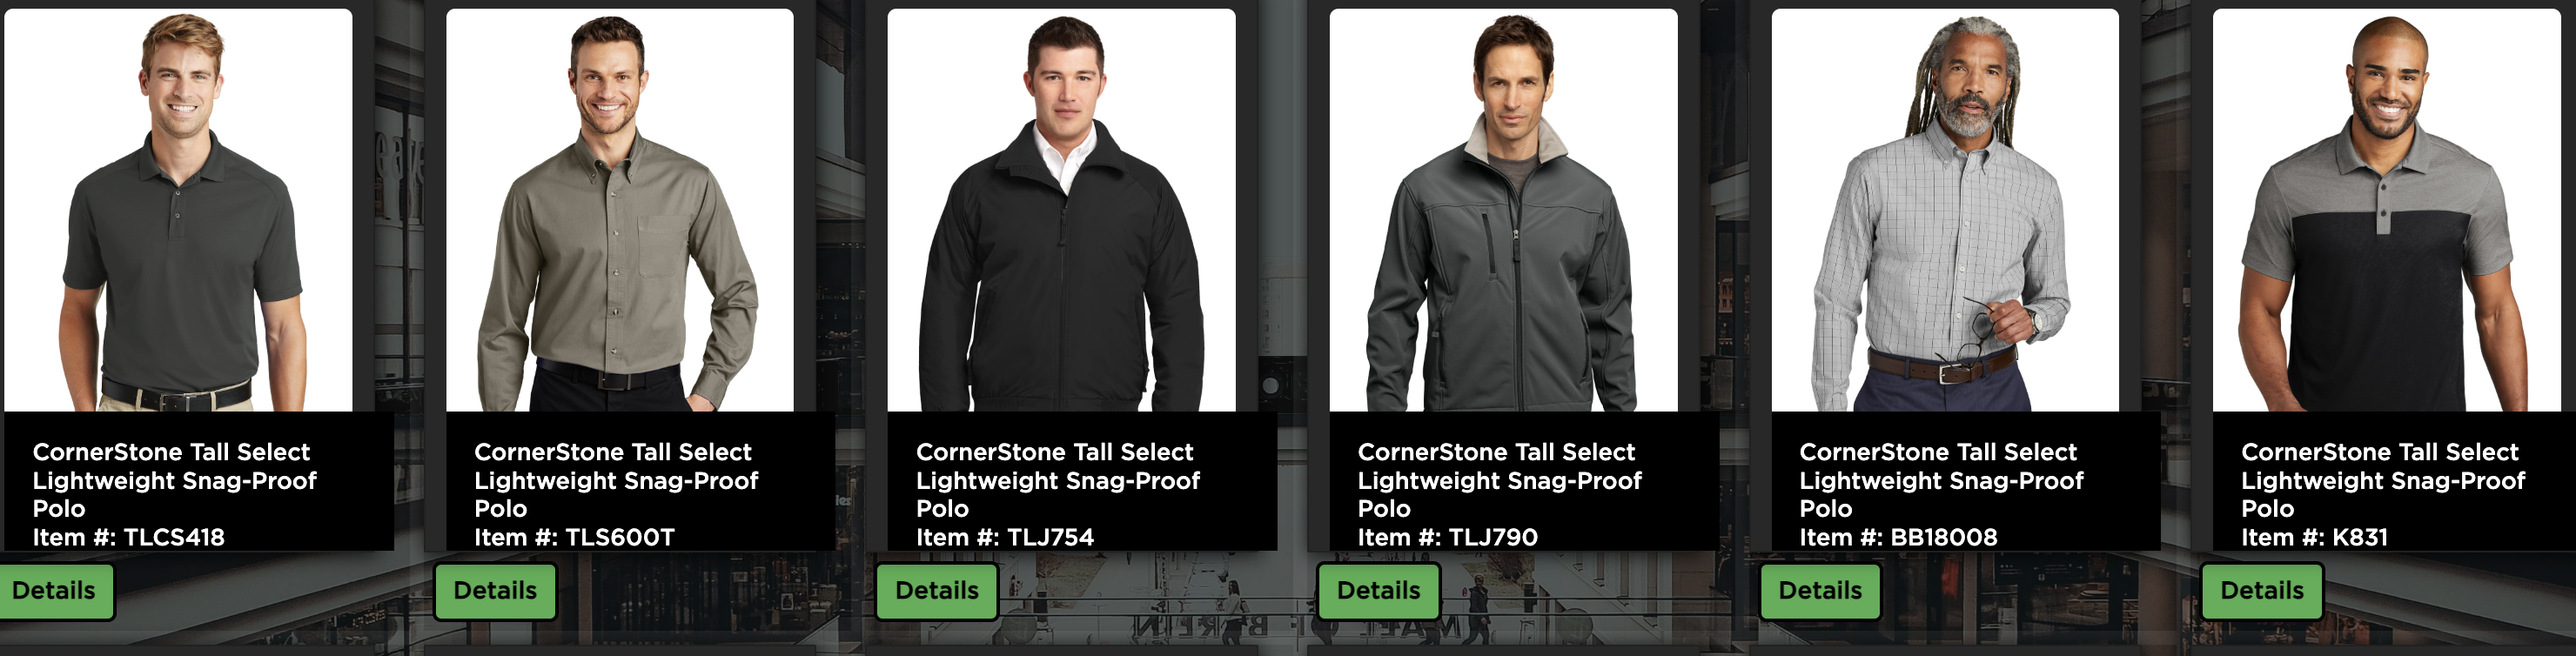 CornerStone Tall Select
Lightweight Snag-Proof
Polo
Item #: TLCS418
Details
CornerStone Tall Select
Lightweight Snag-Proof
Polo
Item #: TLS600T
Details
CornerStone Tall Select
Lightweight Snag-Proof
Polo
Item #: TLJ754
Details
CornerStone Tall Select
Lightweight Snag-Proof
Polo
Item #: TLJ790
Details
CornerStone Tall Select
Lightweight Snag-Proof
Polo
Item #: BB18008
Details
CornerStone Tall Select
Lightweight Snag-Proof
Polo
Item #: K831
Details